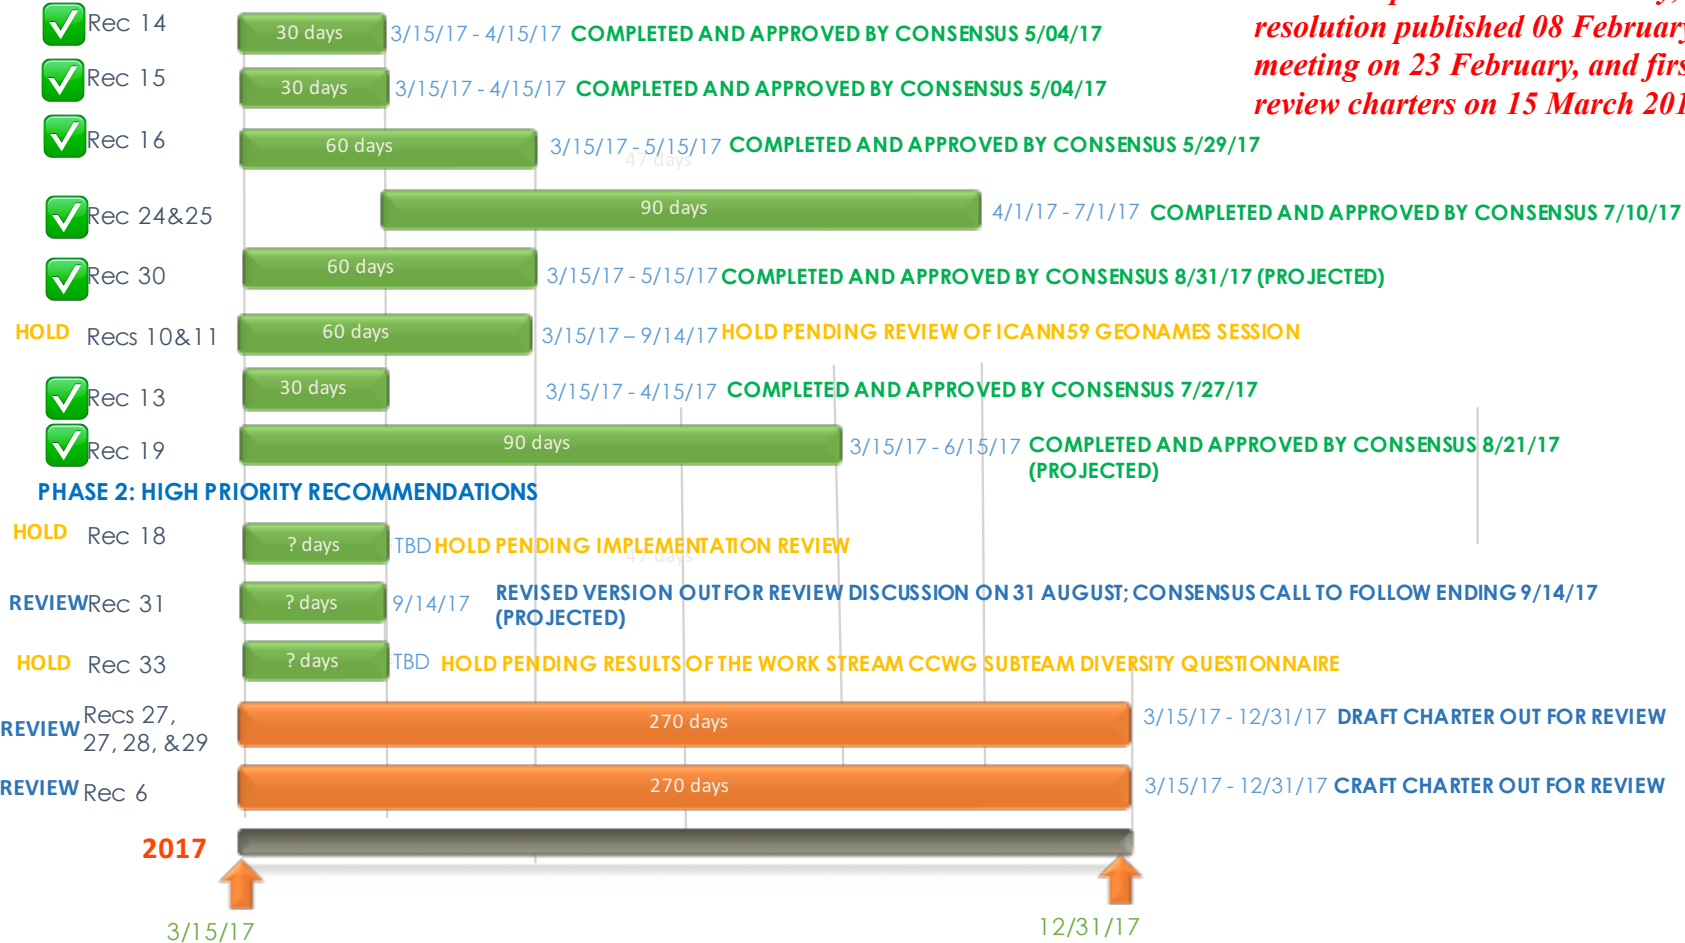 resolution published 08 February
meeting on 23 February, and firs
review charters on 15 March 201
Rec 14 30 days 3/15/17 - 4/15/17 COMPLETED AND APPROVED BY CONSENSUS 5/04/17
Rec 15 30 days 3/15/17 - 4/15/17 COMPLETED AND APPROVED BY CONSENSUS 5/04/17
Rec 16 60 days 3/15/17 - 5/15/17 COMPLETED AND APPROVED BY CONSENSUS 5/29/17
47 days
Rec 24&25 90 days 4/1/17 - 7/1/17 COMPLETED AND APPROVED BY CONSENSUS 7/10/17
Rec 30 60 days 3/15/17 - 5/15/17 COMPLETED AND APPROVED BY CONSENSUS 8/31/17 (PROJECTED)
HOLD Recs 10&11 60 days 3/15/17 – 9/14/17 HOLD PENDING REVIEW OF ICANN59 GEONAMES SESSION
Rec 13 30 days 3/15/17 - 4/15/17 COMPLETED AND APPROVED BY CONSENSUS 7/27/17
Rec 19 90 days 3/15/17 - 6/15/17 COMPLETED AND APPROVED BY CONSENSUS 8/21/17
(PROJECTED)
PHASE 2: HIGH PRIORITY RECOMMENDATIONS
HOLD Rec 18 ? days TBD HOLD PENDING IMPLEMENTATION REVIEW
47 days
REVIEW Rec 31 ? days 9/14/17 REVISED VERSION OUT FOR REVIEW DISCUSSION ON 31 AUGUST; CONSENSUS CALL TO FOLLOW ENDING 9/14/17
(PROJECTED)
HOLD Rec 33 ? days TBD HOLD PENDING RESULTS OF THE WORK STREAM CCWG SUBTEAM DIVERSITY QUESTIONNAIRE
REVIEW Recs 27,
27, 28, &29 270 days 3/15/17 - 12/31/17 DRAFT CHARTER OUT FOR REVIEW
REVIEW Rec 6 270 days 3/15/17 - 12/31/17 CRAFT CHARTER OUT FOR REVIEW
2017
3/15/17 12/31/17